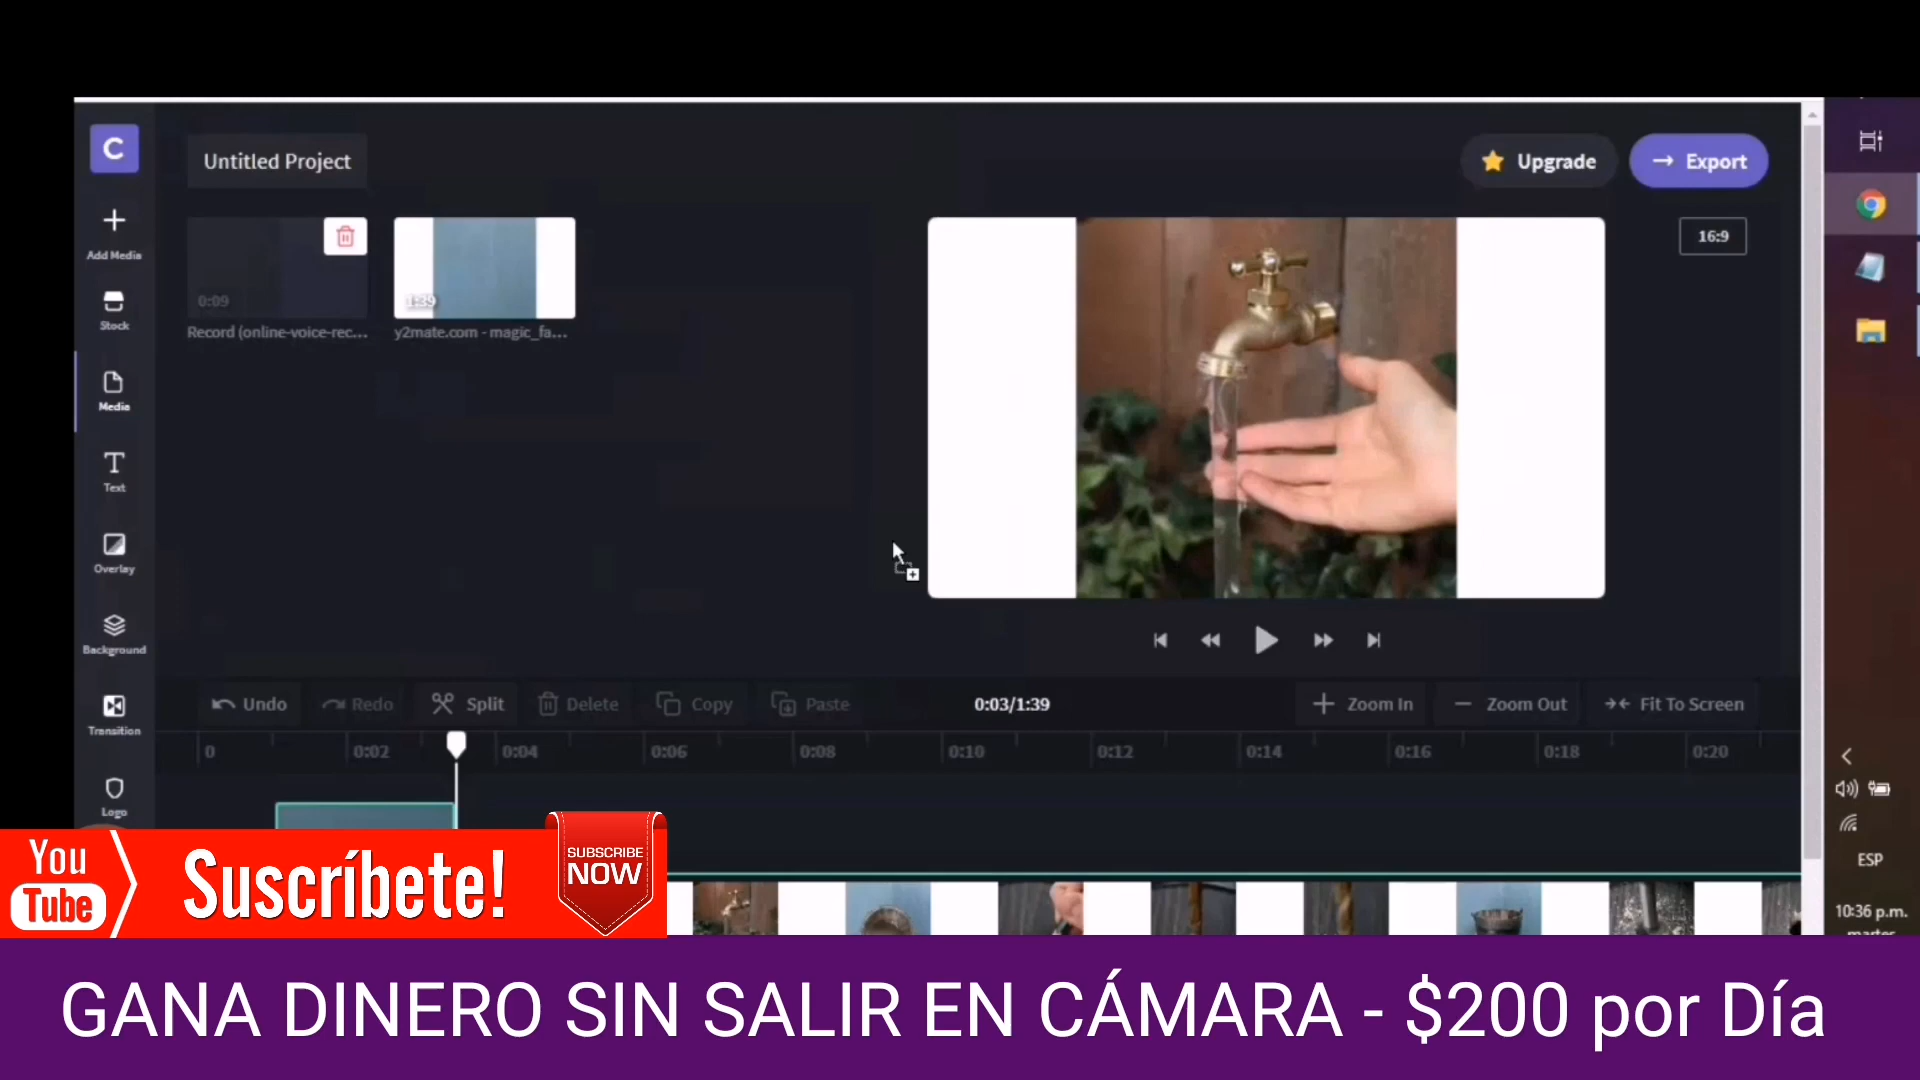 C
Untitled Project
Upgrade
Export
16:9
Add Media
Stock
Media
Text
Overlay
Background
Transition
Logo
0:09
1:39
Record (online-voice-rec...
y2mate.com - magic_fa...
Undo
Redo
Split
Delete
Copy
Paste
0:03/1:39
Zoom In
Zoom Out
Fit To Screen
0
0:02
0:04
0:06
0:08
0:10
0:12
0:14
0:16
0:18
0:20
ESP
10:36 p.m.
martes
You
Tube
Suscríbete!
SUBSCRIBE
NOW
GANA DINERO SIN SALIR EN CÁMARA - $200 por Día